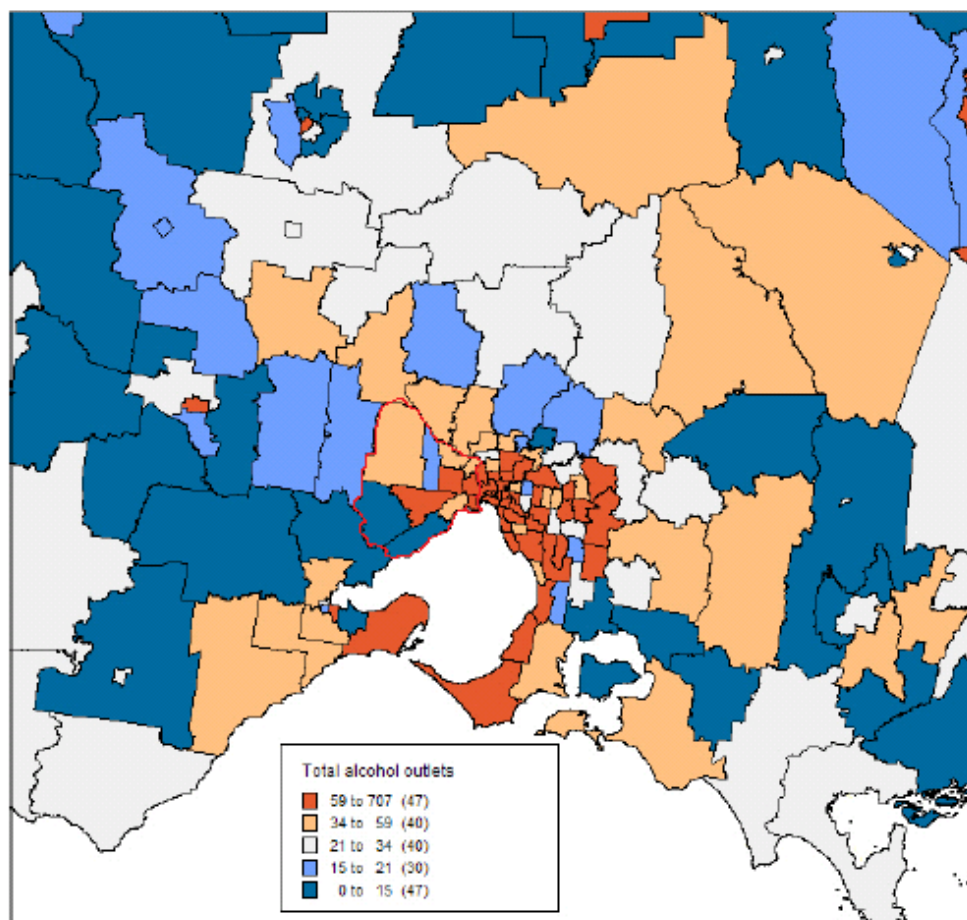 Total alcohol outlets
59 to 707 (47)
34 to 59 (40)
21 to 34 (40)
15 to 21 (30)
0 to 15 (47)